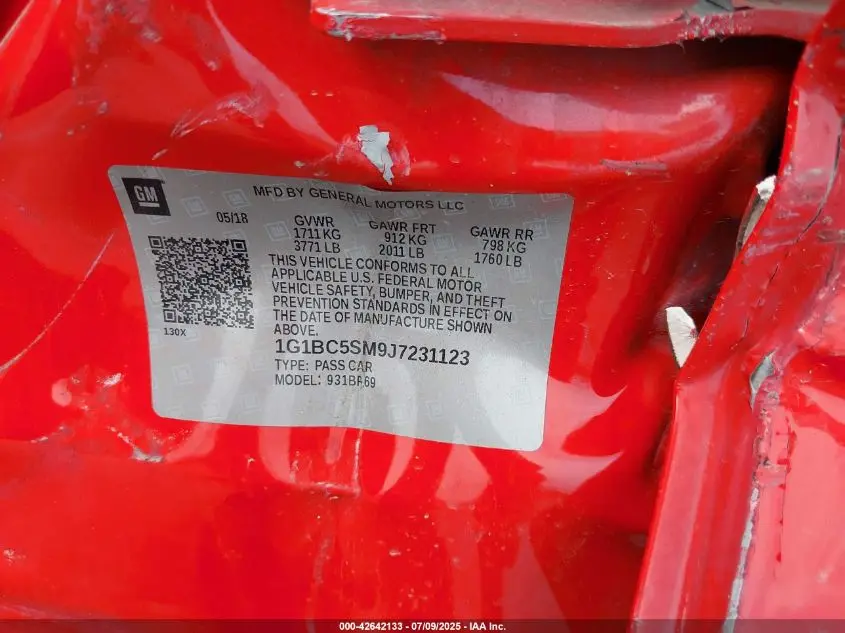 GM
MFD BY GENERAL MOTORS LLC
05/18 GVWR GAWR FRT GAWR RR
1711 KG 912 KG 798 KG
3771 LB 2011 LB 1760 LB
THIS VEHICLE CONFORMS TO ALL
APPLICABLE U.S. FEDERAL MOTOR
VEHICLE SAFETY, BUMPER, AND THEFT
PREVENTION STANDARDS IN EFFECT ON
THE DATE OF MANUFACTURE SHOWN
ABOVE.
130X
1G1BC5SM9J7231123
TYPE: PASS CAR
MODEL:
000-42642133 - 07/09/2025 - IAA Inc.